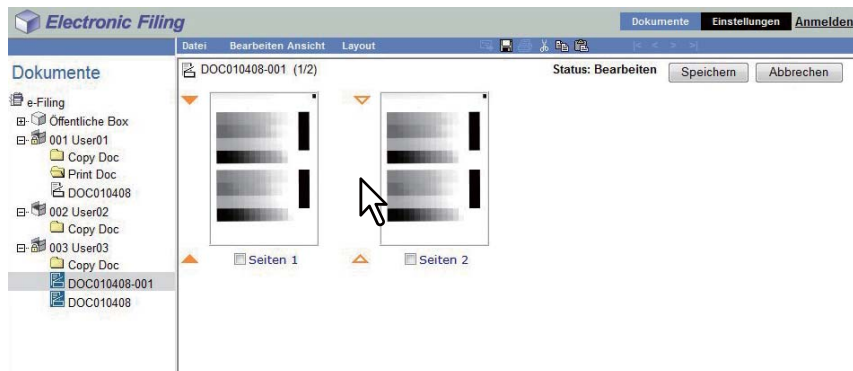 Electronic Filing
Dokumente Einstellungen Anmelden
Datei Bearbeiten Ansicht Layout
Dokumente
e-Filing
Öffentliche Box
001 User01
Copy Doc
Print Doc
DOC010408
002 User02
Copy Doc
003 User03
Copy Doc
DOC010408-001
DOC010408
DOC010408-001 (1/2)
Status: Bearbeiten Speichern Abbrechen
Seiten 1 Seiten 2